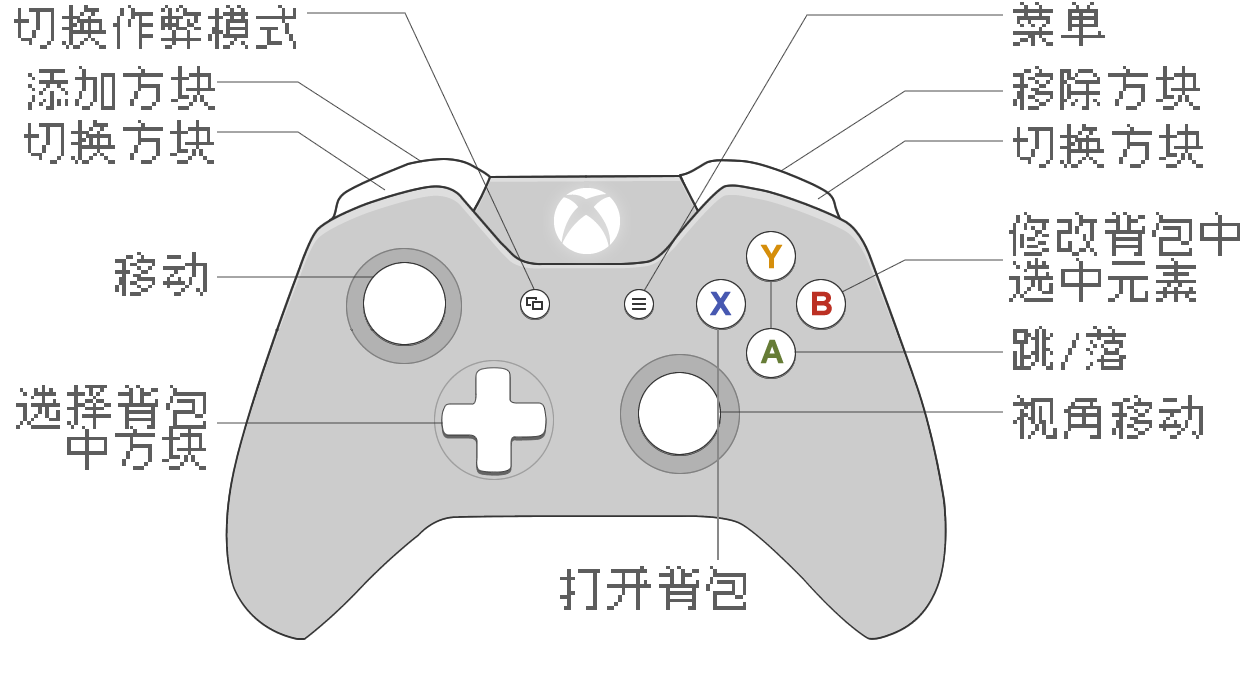 切换作弊模式
菜单
添加方块
移除方块
切换方块
切换方块
修改背包中
选中元素
移动
Y
X
B
A
跳/落
选择背包
中方块
视角移动
打开背包